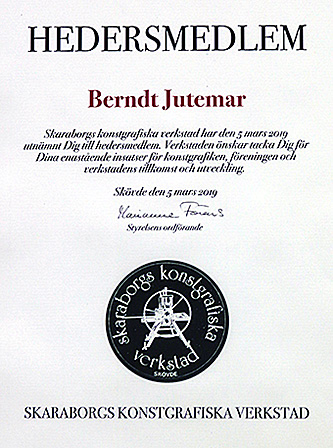 HEDERSMEDLEM
Berndt Jutemar
Skaraborgs konstgrafiska verkstad har den 5 mars 2019
utnämnt Dig till hedersmedlem. Verkstaden önskar tacka Dig för
Dina enastående insatser för konstgrafiken, föreningen och
verkstadens tillkomst och utveckling.
Skövde den 5 mars 2019
Marianne
Styrelsens ordförande
skaraborgs konstgrafiska
verkstad
SKÖVDE
SKARABORGS KONSTGRAFISKA VERKSTAD